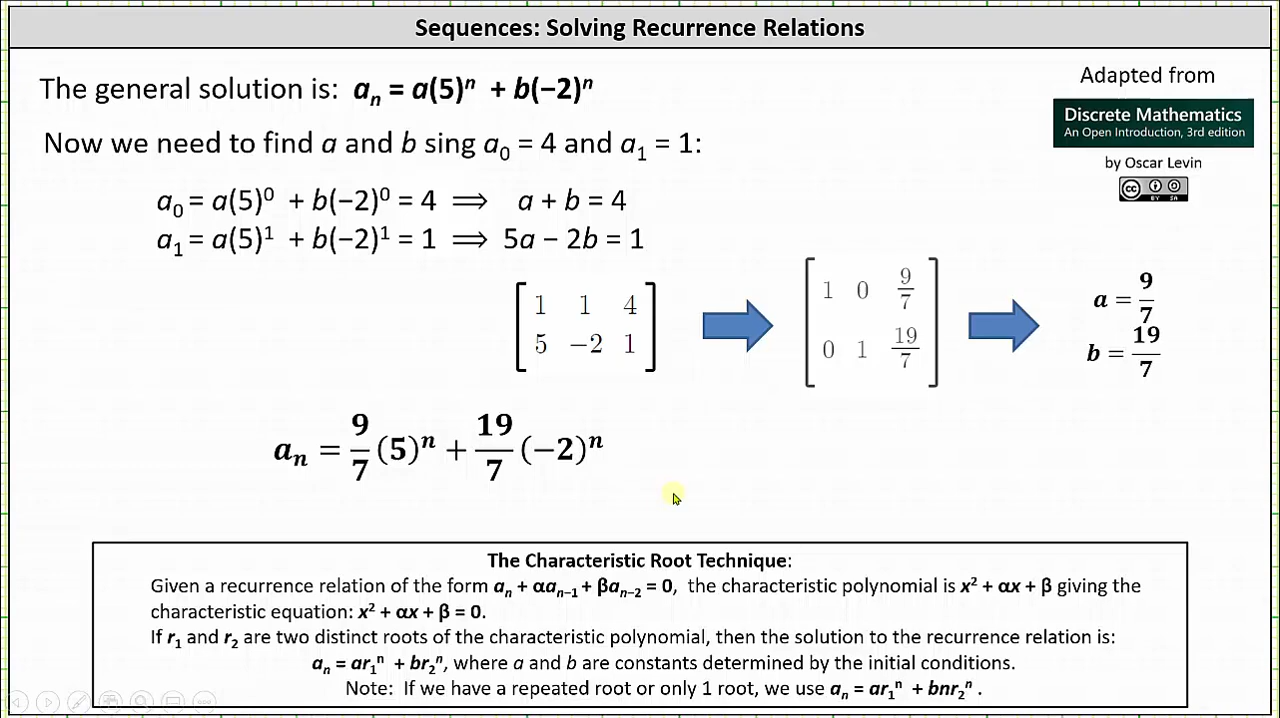 Sequences: Solving Recurrence Relations
The general solution is: aₙ = a(5)ⁿ + b(−2)ⁿ
Adapted from
Discrete Mathematics
An Open Introduction, 3rd edition
by Oscar Levin
CC BY SA
Now we need to find a and b sing a₀ = 4 and a₁ = 1:
a₀ = a(5)⁰ + b(−2)⁰ = 4 ⟹ a + b = 4
a₁ = a(5)¹ + b(−2)¹ = 1 ⟹ 5a − 2b = 1
1 1 4
5 −2 1
1 0 9/7
0 1 19/7
a = 9/7
b = 19/7
aₙ = 9/7 (5)ⁿ + 19/7 (−2)ⁿ
The Characteristic Root Technique:
Given a recurrence relation of the form aₙ + αaₙ₋₁ + βaₙ₋₂ = 0, the characteristic polynomial is x² + αx + β giving the
characteristic equation: x² + αx + β = 0.
If r₁ and r₂ are two distinct roots of the characteristic polynomial, then the solution to the recurrence relation is:
aₙ = ar₁ⁿ + br₂ⁿ, where a and b are constants determined by the initial conditions.
Note: If we have a repeated root or only 1 root, we use aₙ = ar₁ⁿ + bnr₂ⁿ .